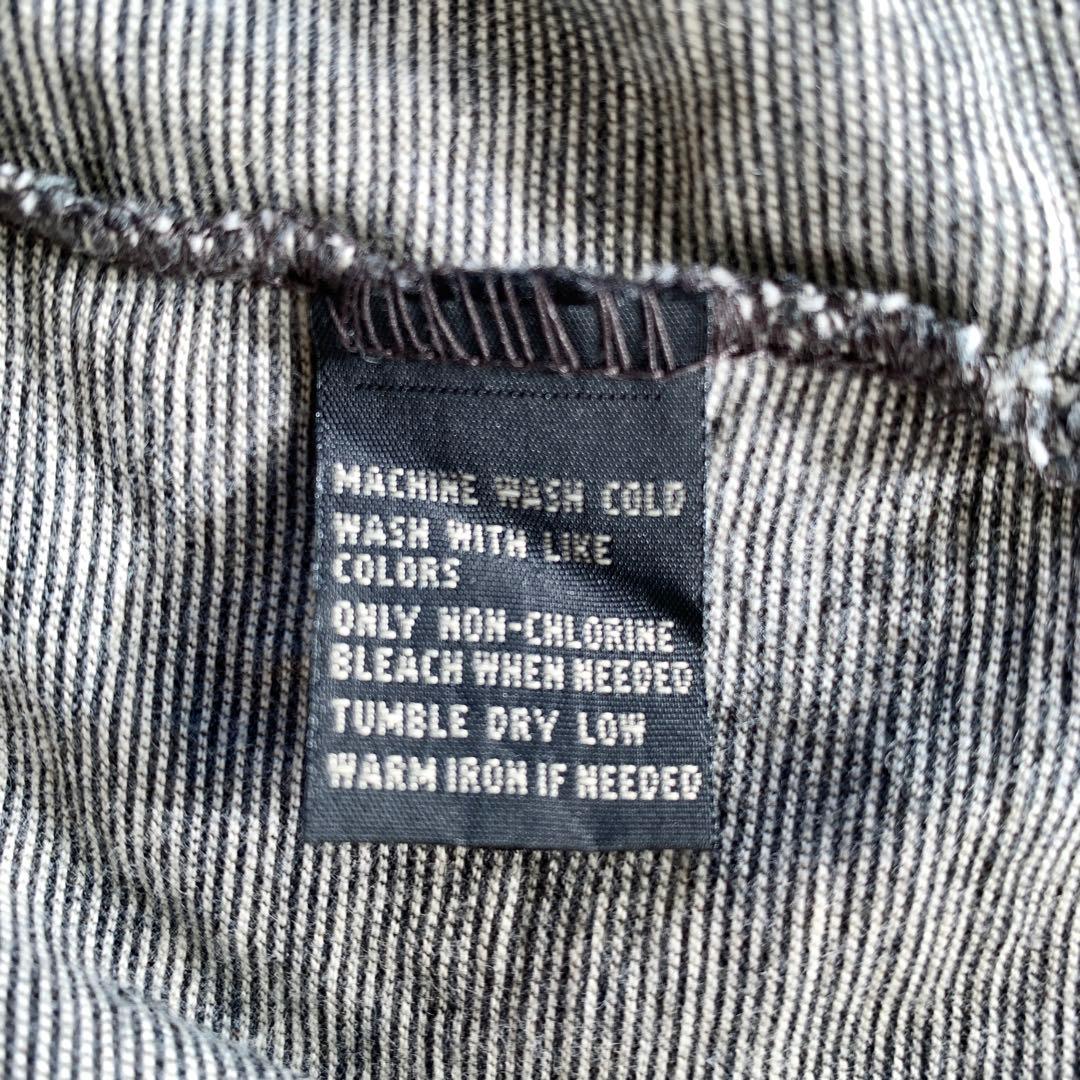 MACHINE WASH COLD
WASH WITH LIKE
COLORS
ONLY NON-CHLORINE
BLEACH WHEN NEEDED
TUMBLE DRY LOW
WARM IRON IF NEEDED